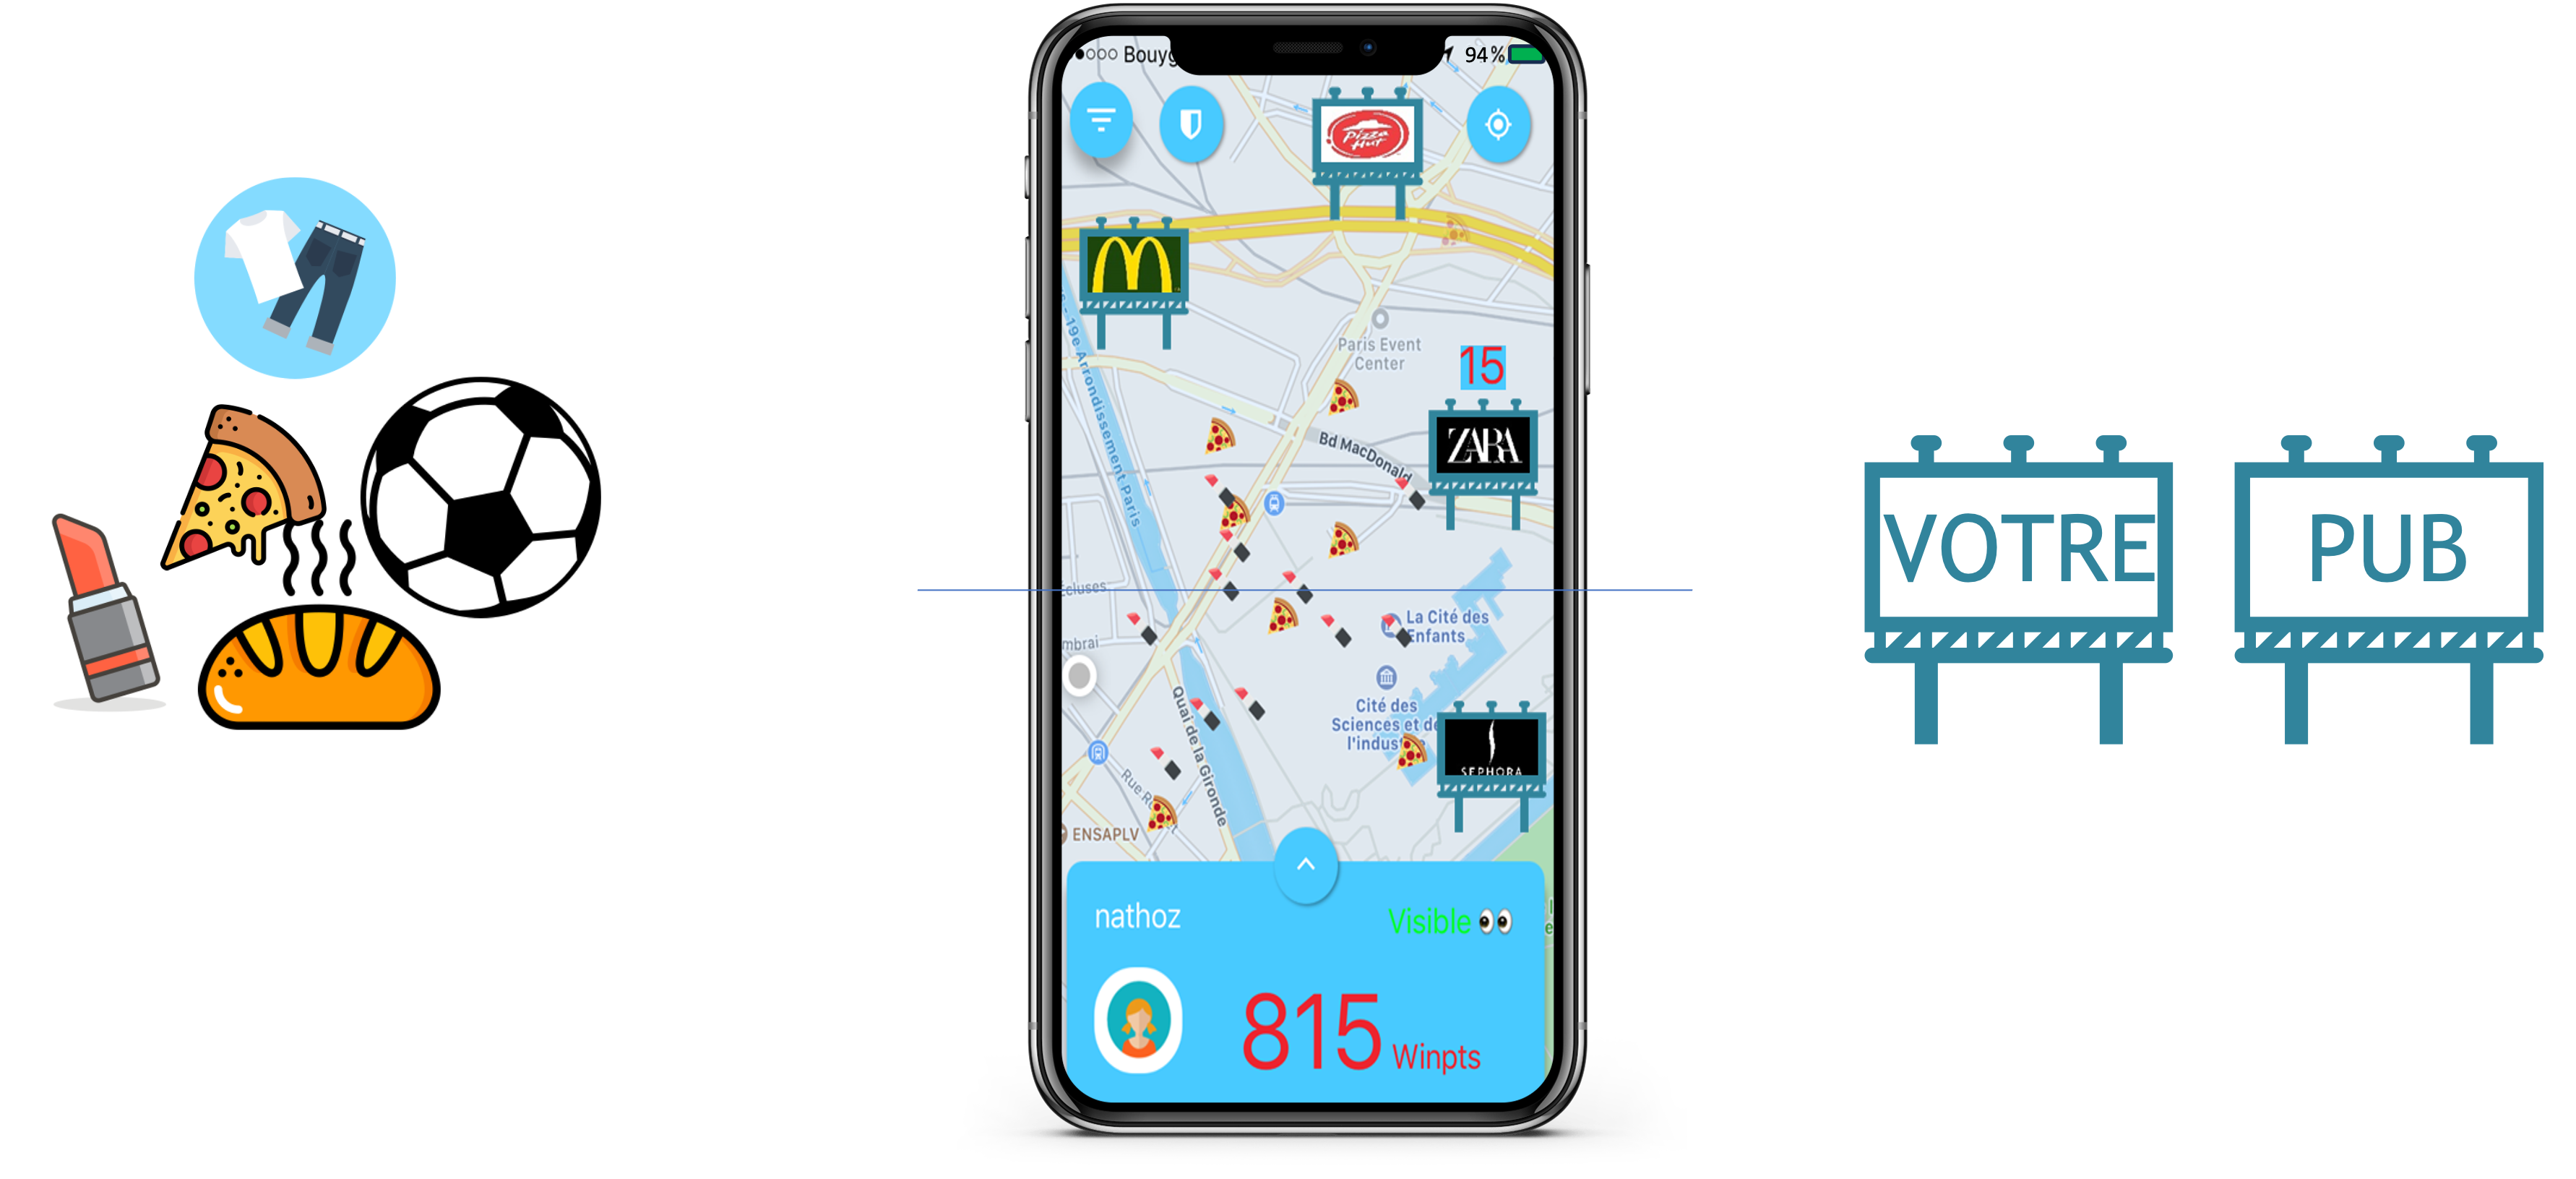 Bouyg
94%
Pizza
Hut
19e Arrondissement Paris
Paris Event
Center
15
ZARA
Bd MacDonald
VOTRE
PUB
Écluses
La Cité des
Enfants
mbrai
Cité des
Sciences et de
l'indus
Quai de la Gironde
SEPHORA
Rue R
ENSAPLV
nathoz
Visible
815 Winpts